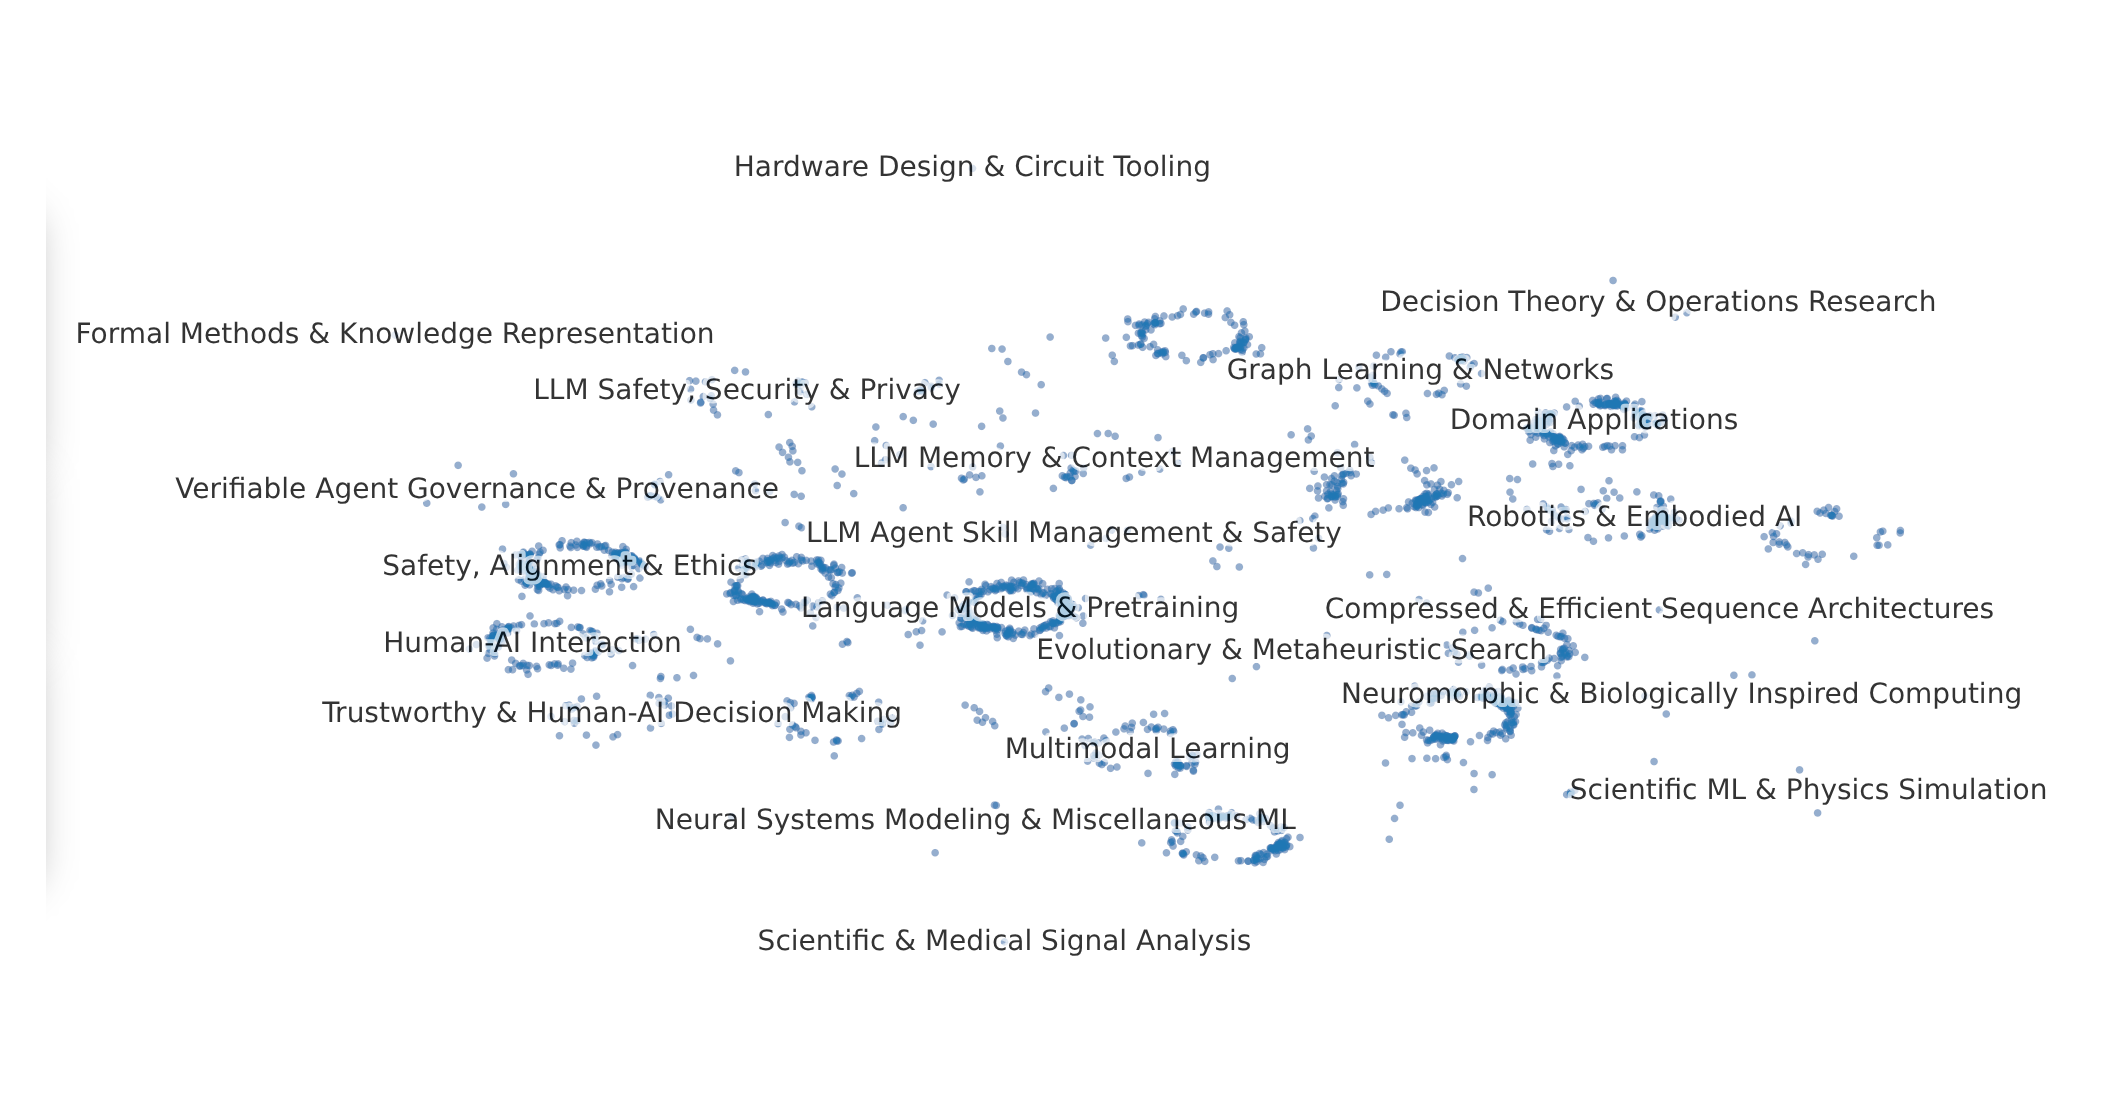 Hardware Design & Circuit Tooling
Decision Theory & Operations Research
Formal Methods & Knowledge Representation
Graph Learning & Networks
LLM Safety, Security & Privacy
Domain Applications
LLM Memory & Context Management
Verifiable Agent Governance & Provenance
Robotics & Embodied AI
LLM Agent Skill Management & Safety
Safety, Alignment & Ethics
Language Models & Pretraining
Compressed & Efficient Sequence Architectures
Human-AI Interaction
Evolutionary & Metaheuristic Search
Neuromorphic & Biologically Inspired Computing
Trustworthy & Human-AI Decision Making
Multimodal Learning
Scientific ML & Physics Simulation
Neural Systems Modeling & Miscellaneous ML
Scientific & Medical Signal Analysis